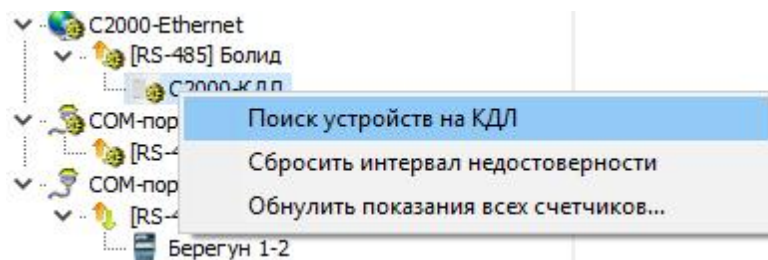 C2000-Ethernet
[RS-485] Болид
С2000-КДЛ
Поиск устройств на КДЛ
COM-пор
[RS-4
Сбросить интервал недостоверности
COM-пор
[RS-4
Обнулить показания всех счетчиков...
Берегун 1-2